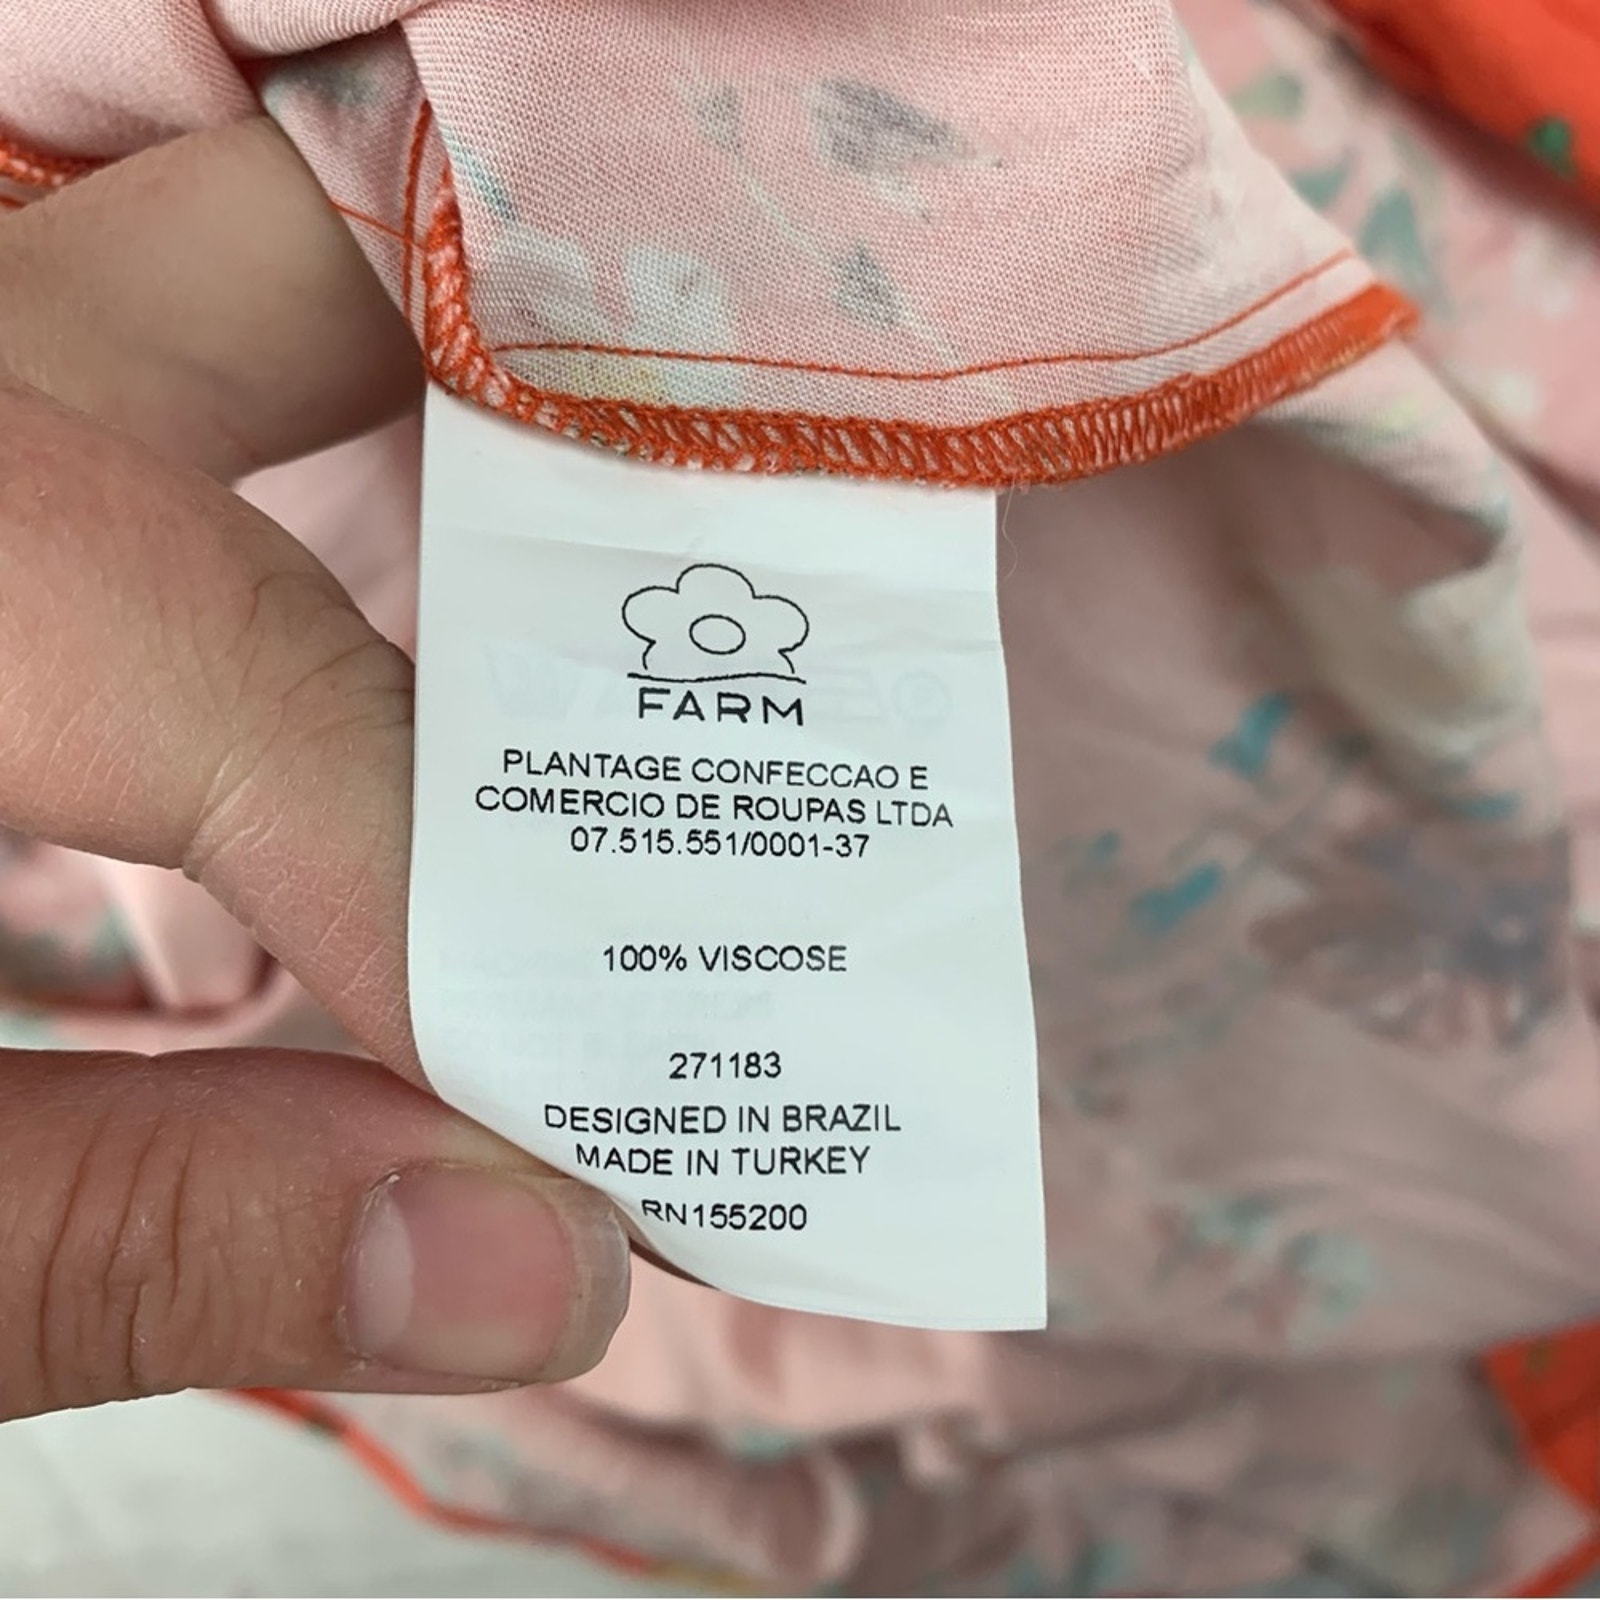 FARM
PLANTAGE CONFECCAO E
COMERCIO DE ROUPAS LTDA
07.515.551/0001-37
100% VISCOSE
271183
DESIGNED IN BRAZIL
MADE IN TURKEY
RN155200